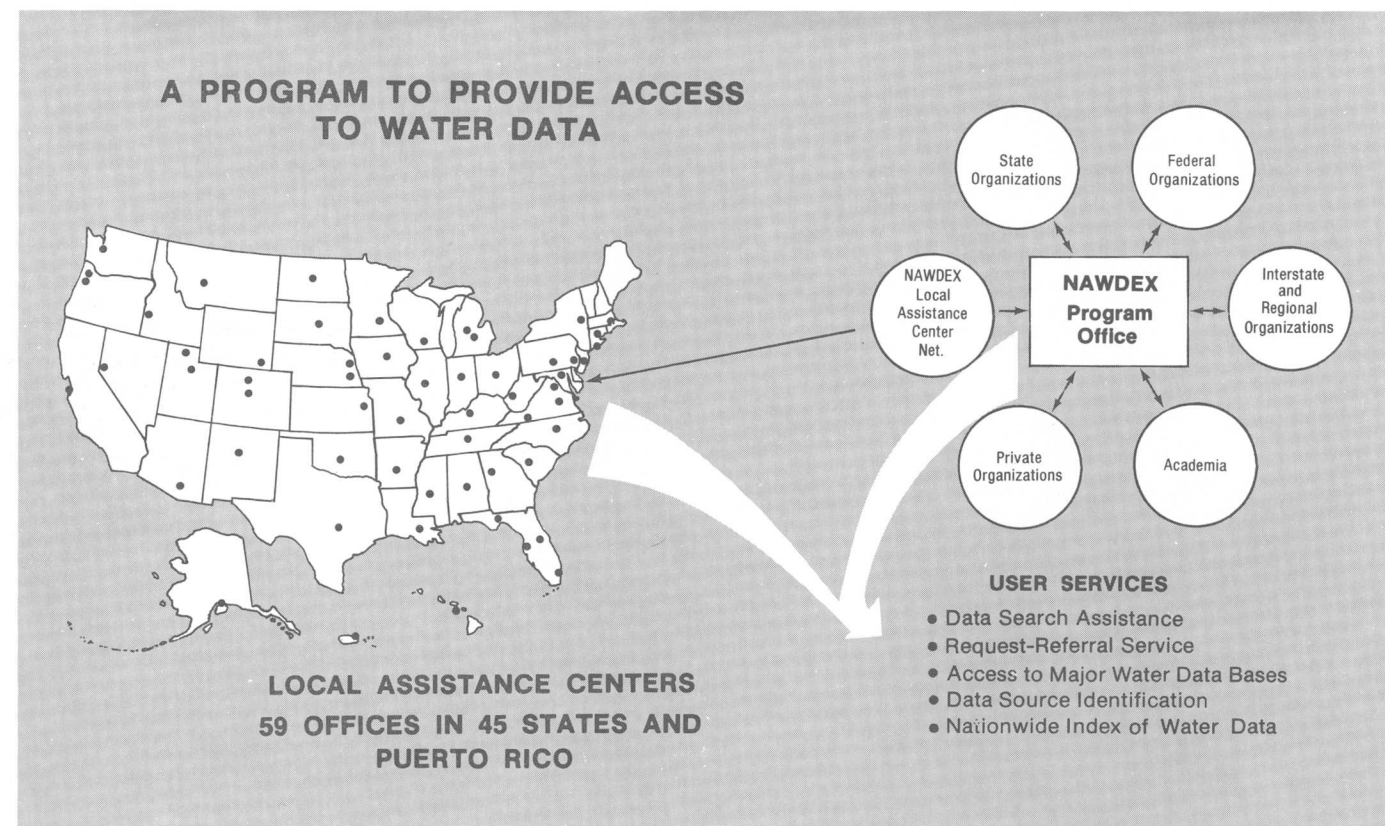 A PROGRAM TO PROVIDE ACCESS
TO WATER DATA
State
Organizations
Federal
Organizations
NAWDEX
Local
Assistance
Center
Net.
NAWDEX
Program
Office
Interstate
and
Regional
Organizations
Private
Organizations
Academia
USER SERVICES
• Data Search Assistance
• Request-Referral Service
• Access to Major Water Data Bases
• Data Source Identification
• Nationwide Index of Water Data
LOCAL ASSISTANCE CENTERS
59 OFFICES IN 45 STATES AND
PUERTO RICO